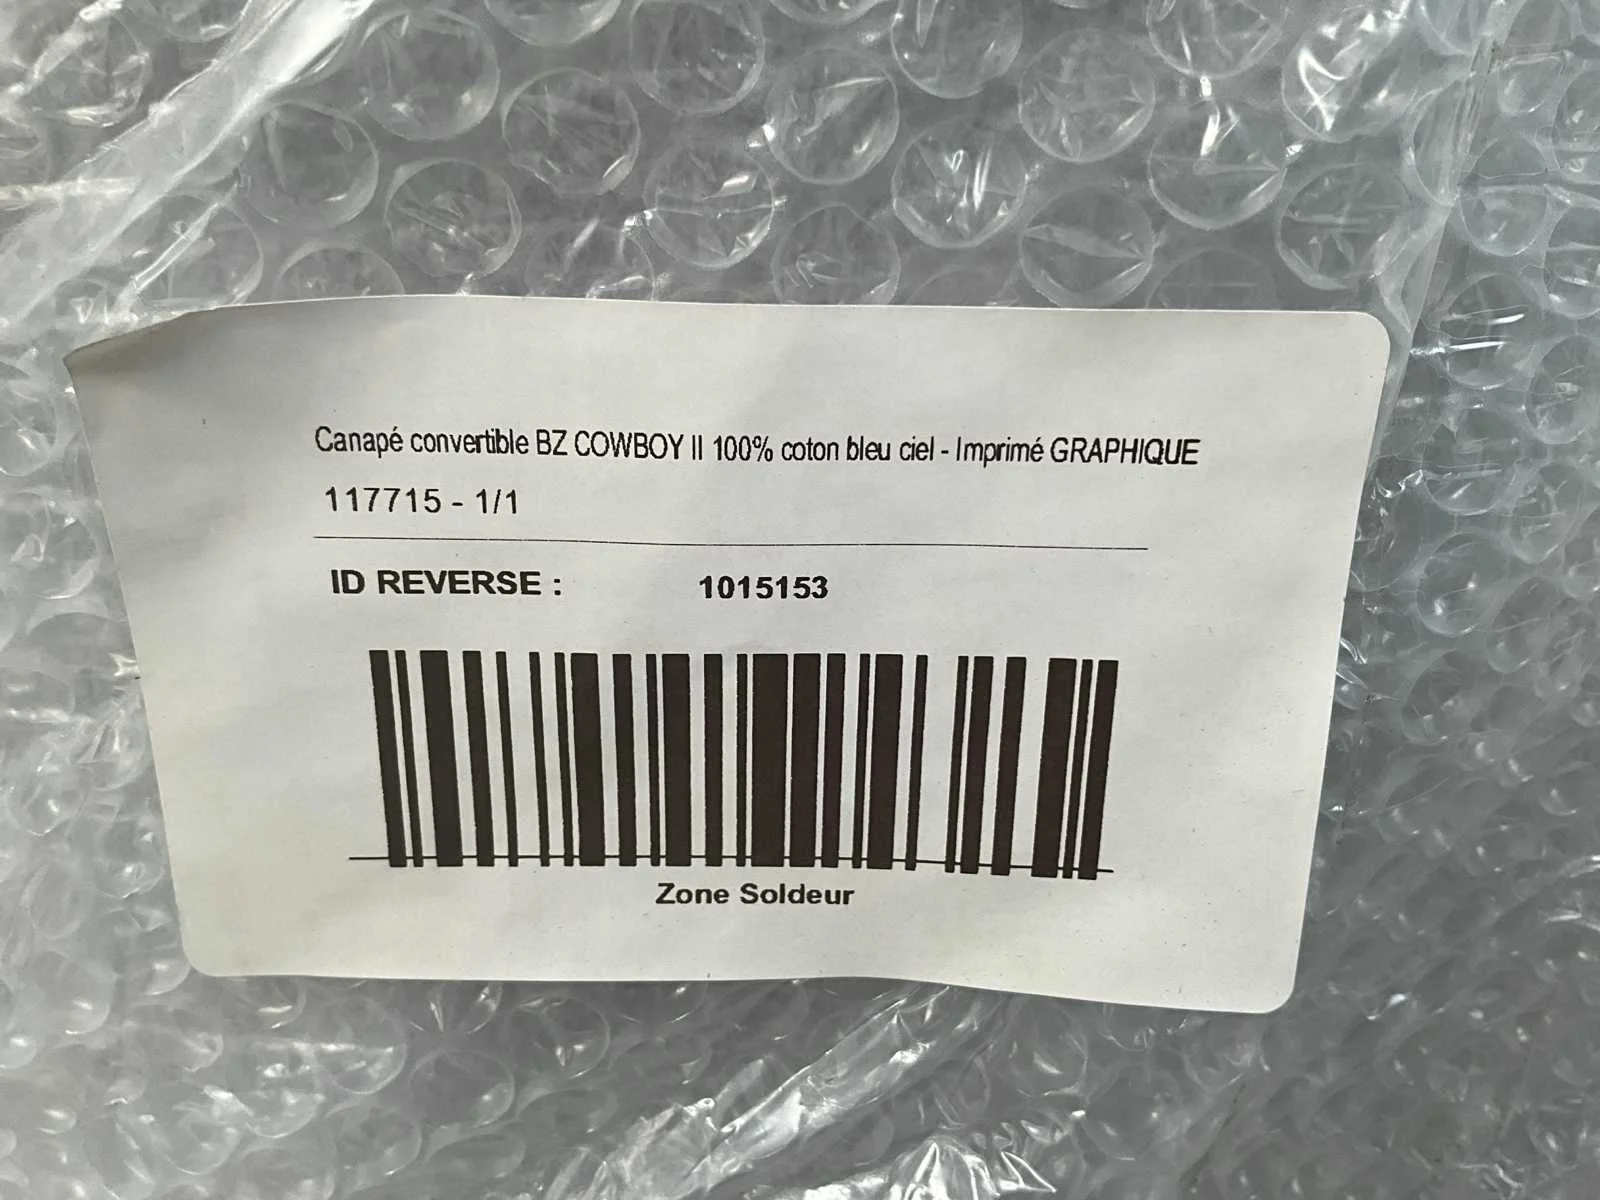 Canapé convertible BZ COWBOY II 100% coton bleu ciel - Imprimé GRAPHIQUE
117715 - 1/1
ID REVERSE : 1015153
Zone Soldeur